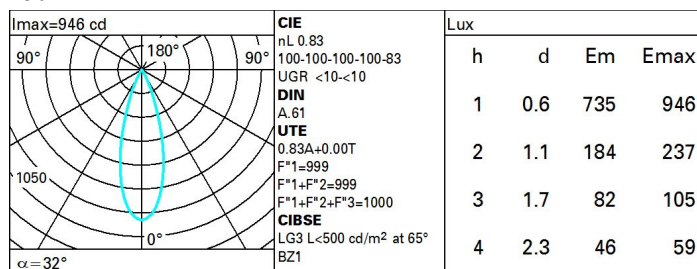 Imax=946 cd
90° 180° 90°
1050
0°
α=32°
CIE
nL 0.83
100-100-100-100-83
UGR <10-<10
DIN
A.61
UTE
0.83A+0.00T
F"1=999
F"1+F"2=999
F"1+F"2+F"3=1000
CIBSE
LG3 L<500 cd/m² at 65°
BZ1
Lux
h d Em Emax
1 0.6 735 946
2 1.1 184 237
3 1.7 82 105
4 2.3 46 59